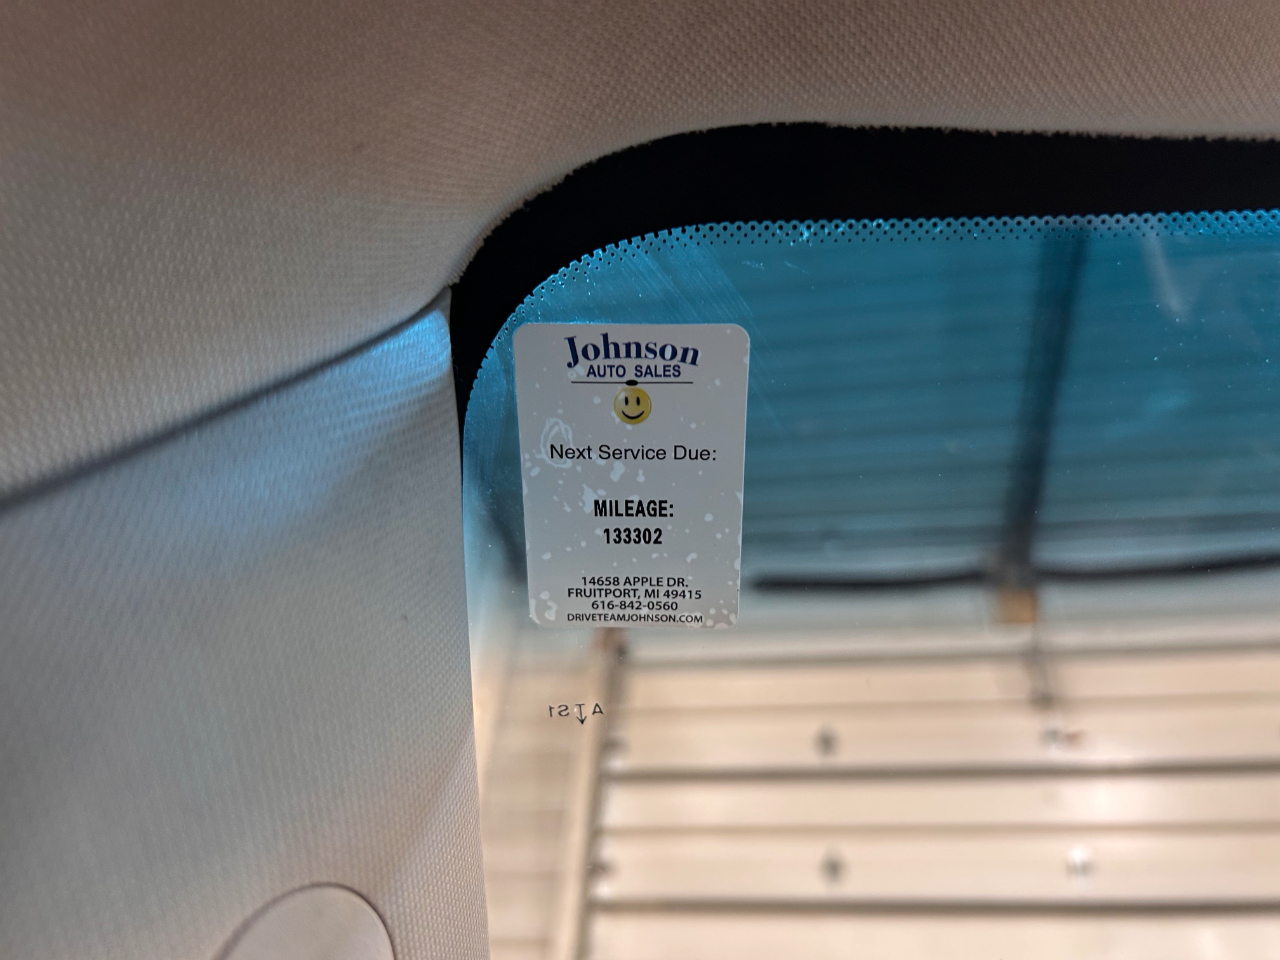 Johnson
AUTO SALES
Next Service Due:
MILEAGE:
133302
14658 APPLE DR.
FRUITPORT, MI 49415
616-842-0560
DRIVETEAMJOHNSON.COM
AS1